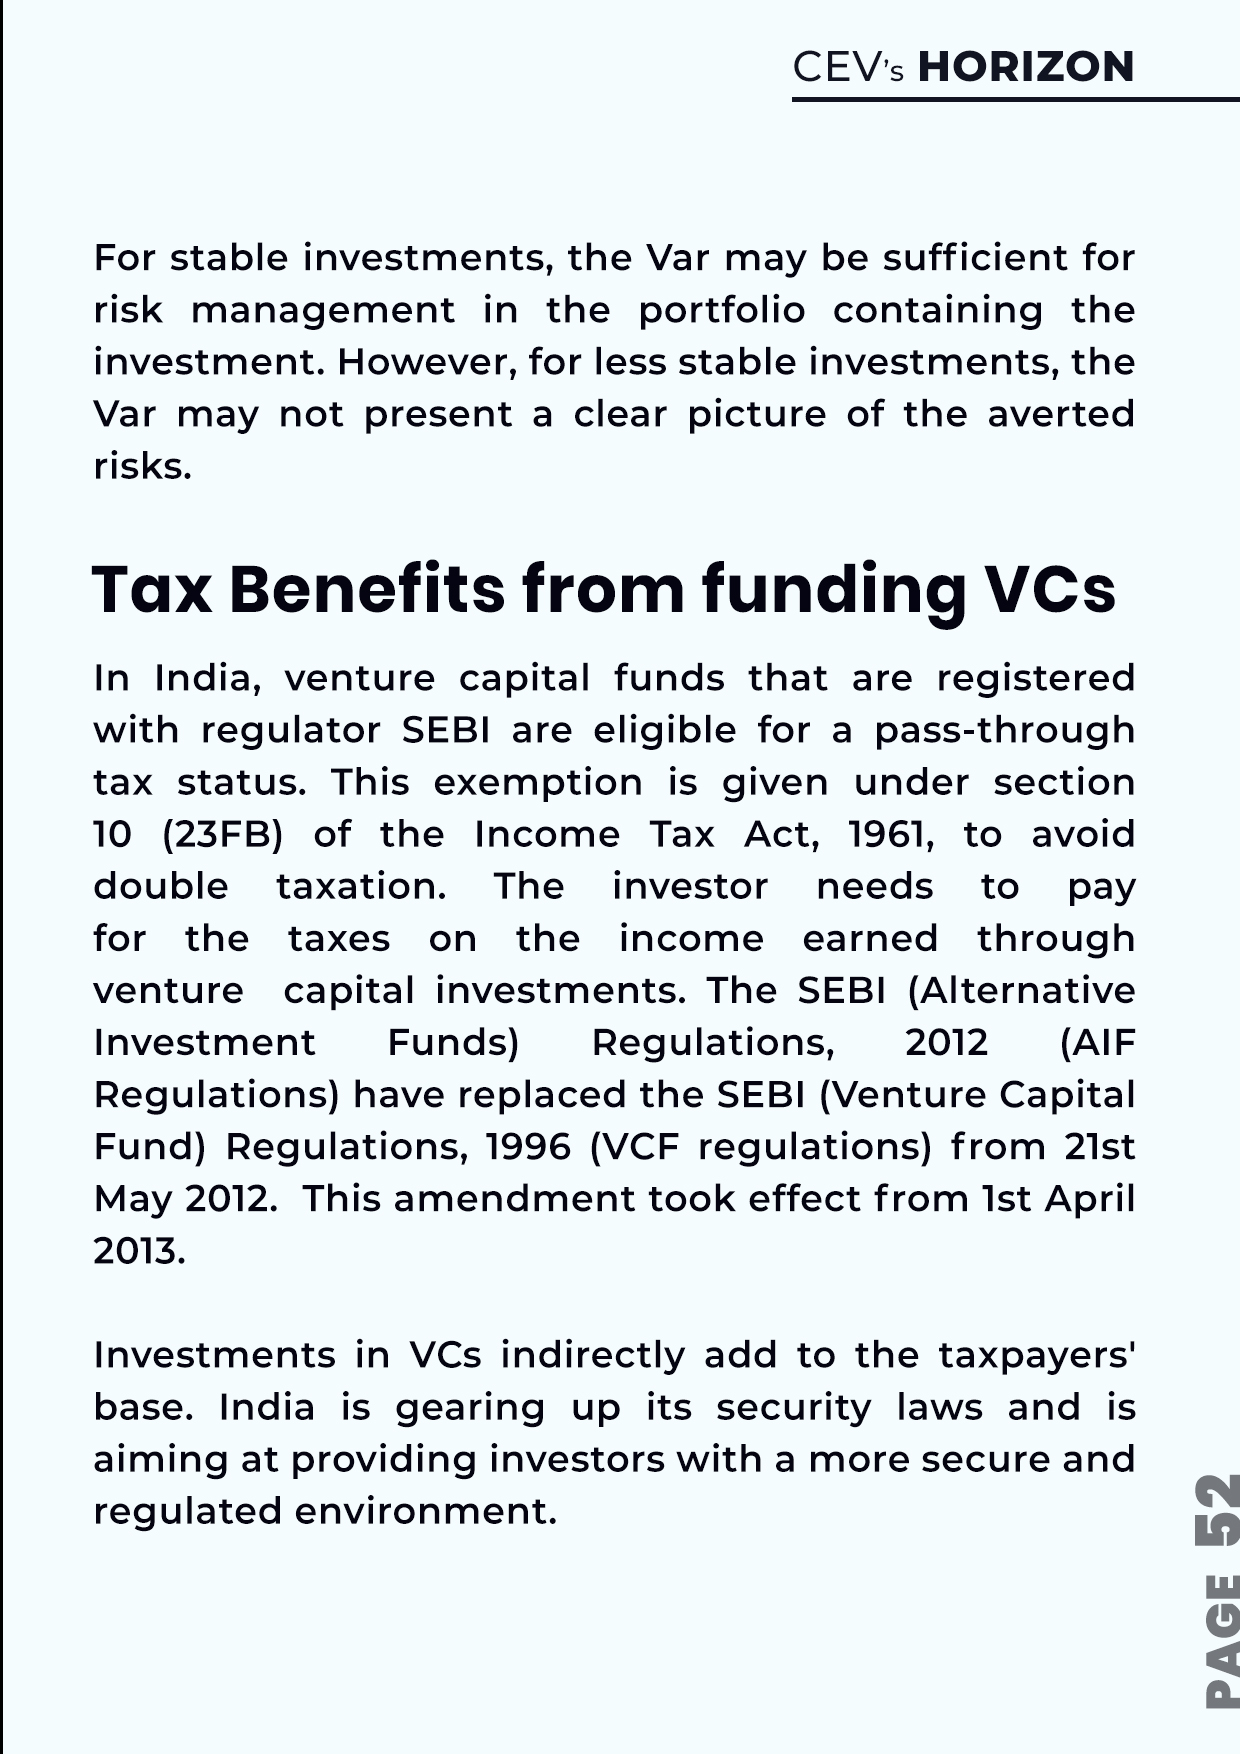 CEV's HORIZON
For stable investments, the Var may be sufficient for
risk management in the portfolio containing the
investment. However, for less stable investments, the
Var may not present a clear picture of the averted
risks.
Tax Benefits from funding VCs
In India, venture capital funds that are registered
with regulator SEBI are eligible for a pass-through
tax status. This exemption is given under section
10 (23FB) of the Income Tax Act, 1961, to avoid
double taxation. The investor needs to pay
for the taxes on the income earned through
venture capital investments. The SEBI (Alternative
Investment Funds) Regulations, 2012 (AIF
Regulations) have replaced the SEBI (Venture Capital
Fund) Regulations, 1996 (VCF regulations) from 21st
May 2012. This amendment took effect from 1st April
2013.
Investments in VCs indirectly add to the taxpayers'
base. India is gearing up its security laws and is
aiming at providing investors with a more secure and
regulated environment.
PAGE 52